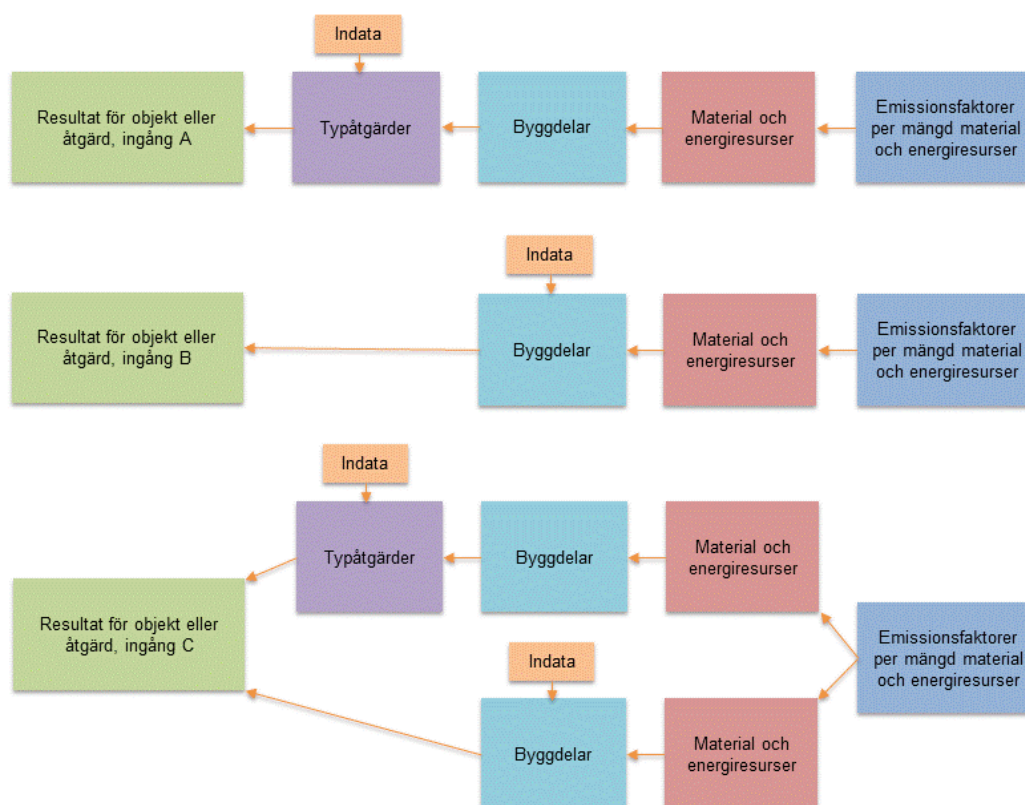 Indata
Resultat för objekt eller
åtgärd, ingång A
Typåtgärder
Byggdelar
Material och
energiresurser
Emissionsfaktorer
per mängd material
och energiresurser
Indata
Resultat för objekt eller
åtgärd, ingång B
Byggdelar
Material och
energiresurser
Emissionsfaktorer
per mängd material
och energiresurser
Indata
Typåtgärder
Byggdelar
Material och
energiresurser
Resultat för objekt eller
åtgärd, ingång C
Emissionsfaktorer
per mängd material
och energiresurser
Indata
Byggdelar
Material och
energiresurser